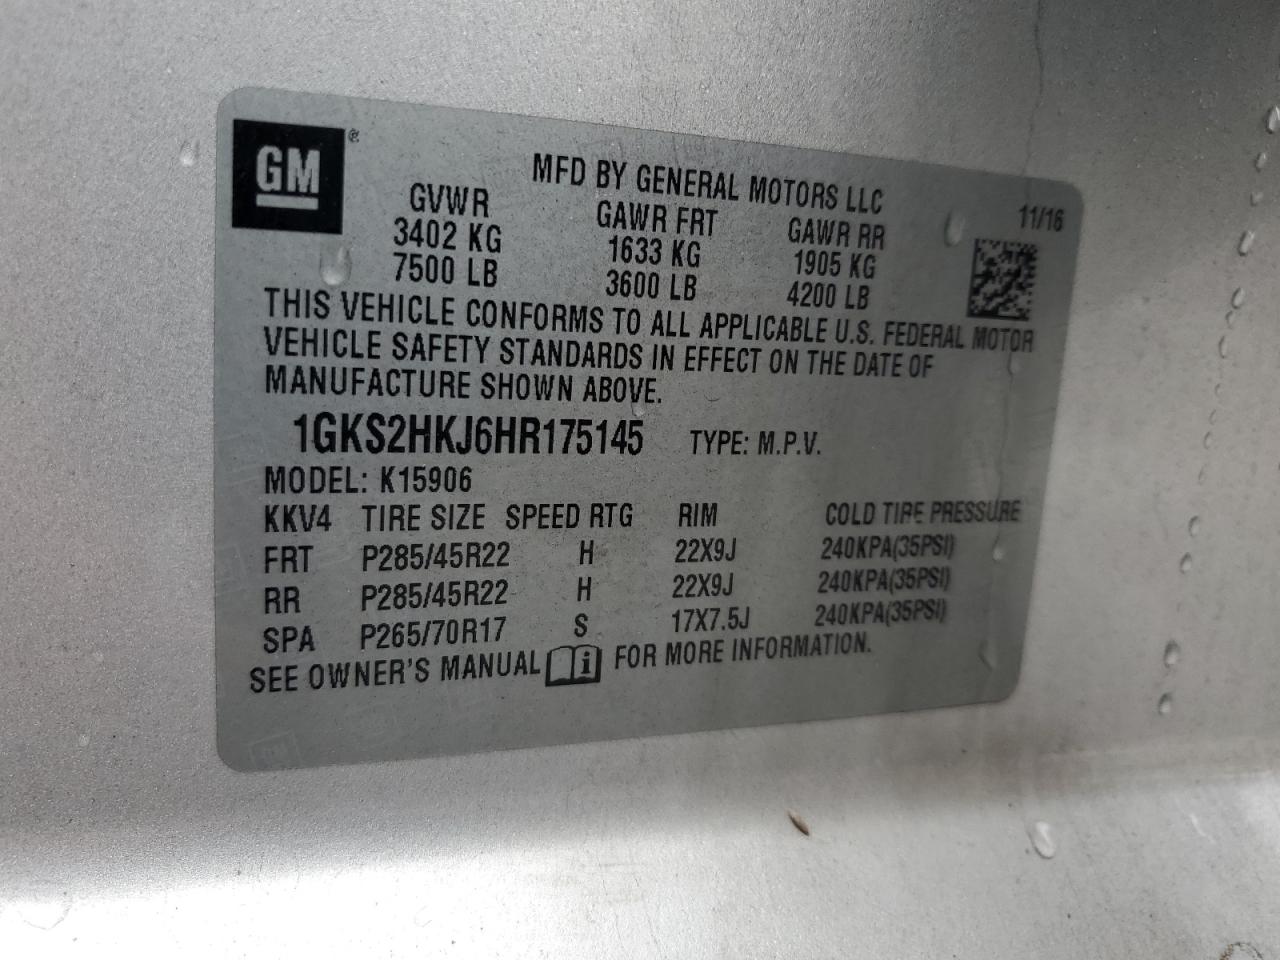 GM ®
MFD BY GENERAL MOTORS LLC
GVWR GAWR FRT GAWR RR 11/16
3402 KG 1633 KG 1905 KG
7500 LB 3600 LB 4200 LB
THIS VEHICLE CONFORMS TO ALL APPLICABLE U.S. FEDERAL MOTOR
VEHICLE SAFETY STANDARDS IN EFFECT ON THE DATE OF
MANUFACTURE SHOWN ABOVE.
1GKS2HKJ6HR175145 TYPE: M.P.V.
MODEL: K15906
KKV4 TIRE SIZE SPEED RTG RIM COLD TIRE PRESSURE
FRT P285/45R22 H 22X9J 240KPA(35PSI)
RR P285/45R22 H 22X9J 240KPA(35PSI)
SPA P265/70R17 S 17X7.5J 240KPA(35PSI)
SEE OWNER'S MANUAL i FOR MORE INFORMATION.
GM